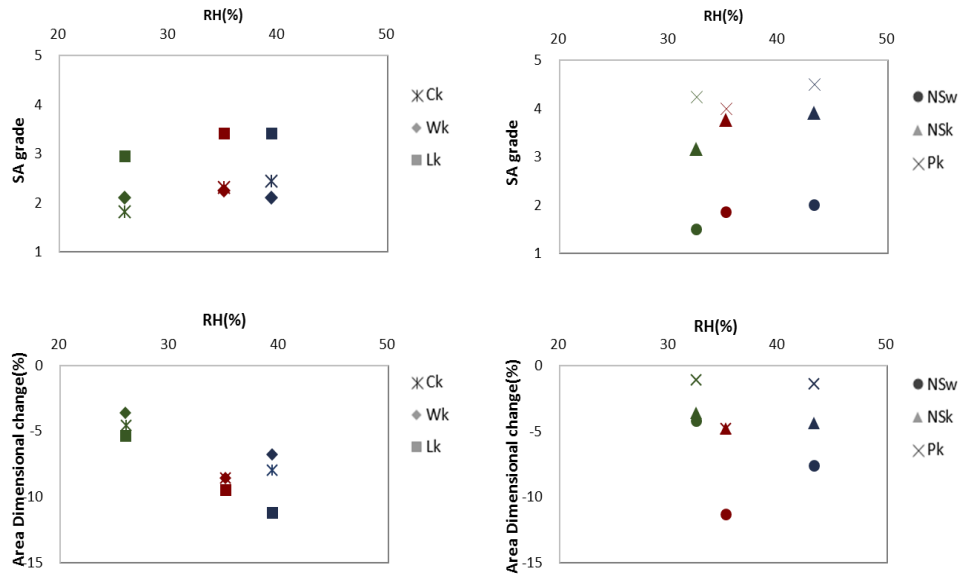 RH(%)
20 30 40 50
5
4
3
2
1
SA grade
Ck
Wk
Lk
RH(%)
20 30 40 50
5
4
3
2
1
SA grade
NSw
NSk
Pk
RH(%)
20 30 40 50
0
-5
-10
-15
Area Dimensional change(%)
Ck
Wk
Lk
RH(%)
20 30 40 50
0
-5
-10
-15
Area Dimensional change(%)
NSw
NSk
Pk